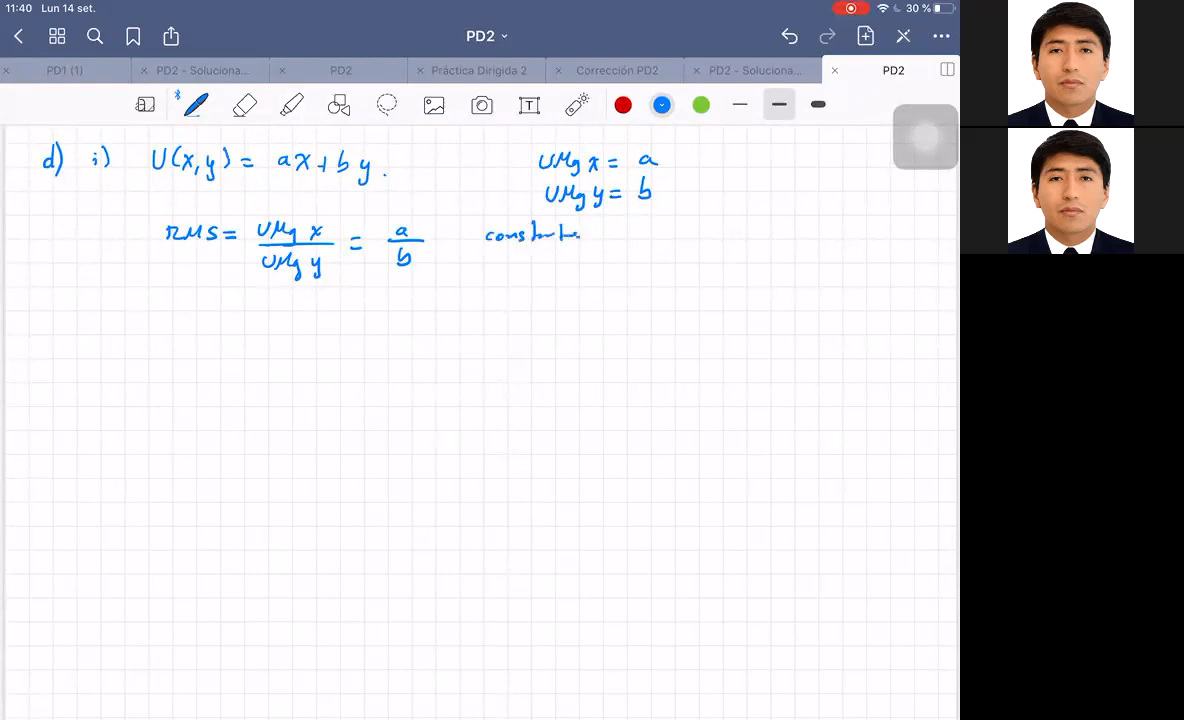 11:40 Lun 14 set. 30 %
PD2
PD1 (1) PD2 - Soluciona... PD2 Práctica Dirigida 2 Corrección PD2 PD2 - Soluciona... PD2
T
d) i) U(x,y) = ax + by. UMg x = a
UMg y = b
RMS = UMg x / UMg y = a / b constante.